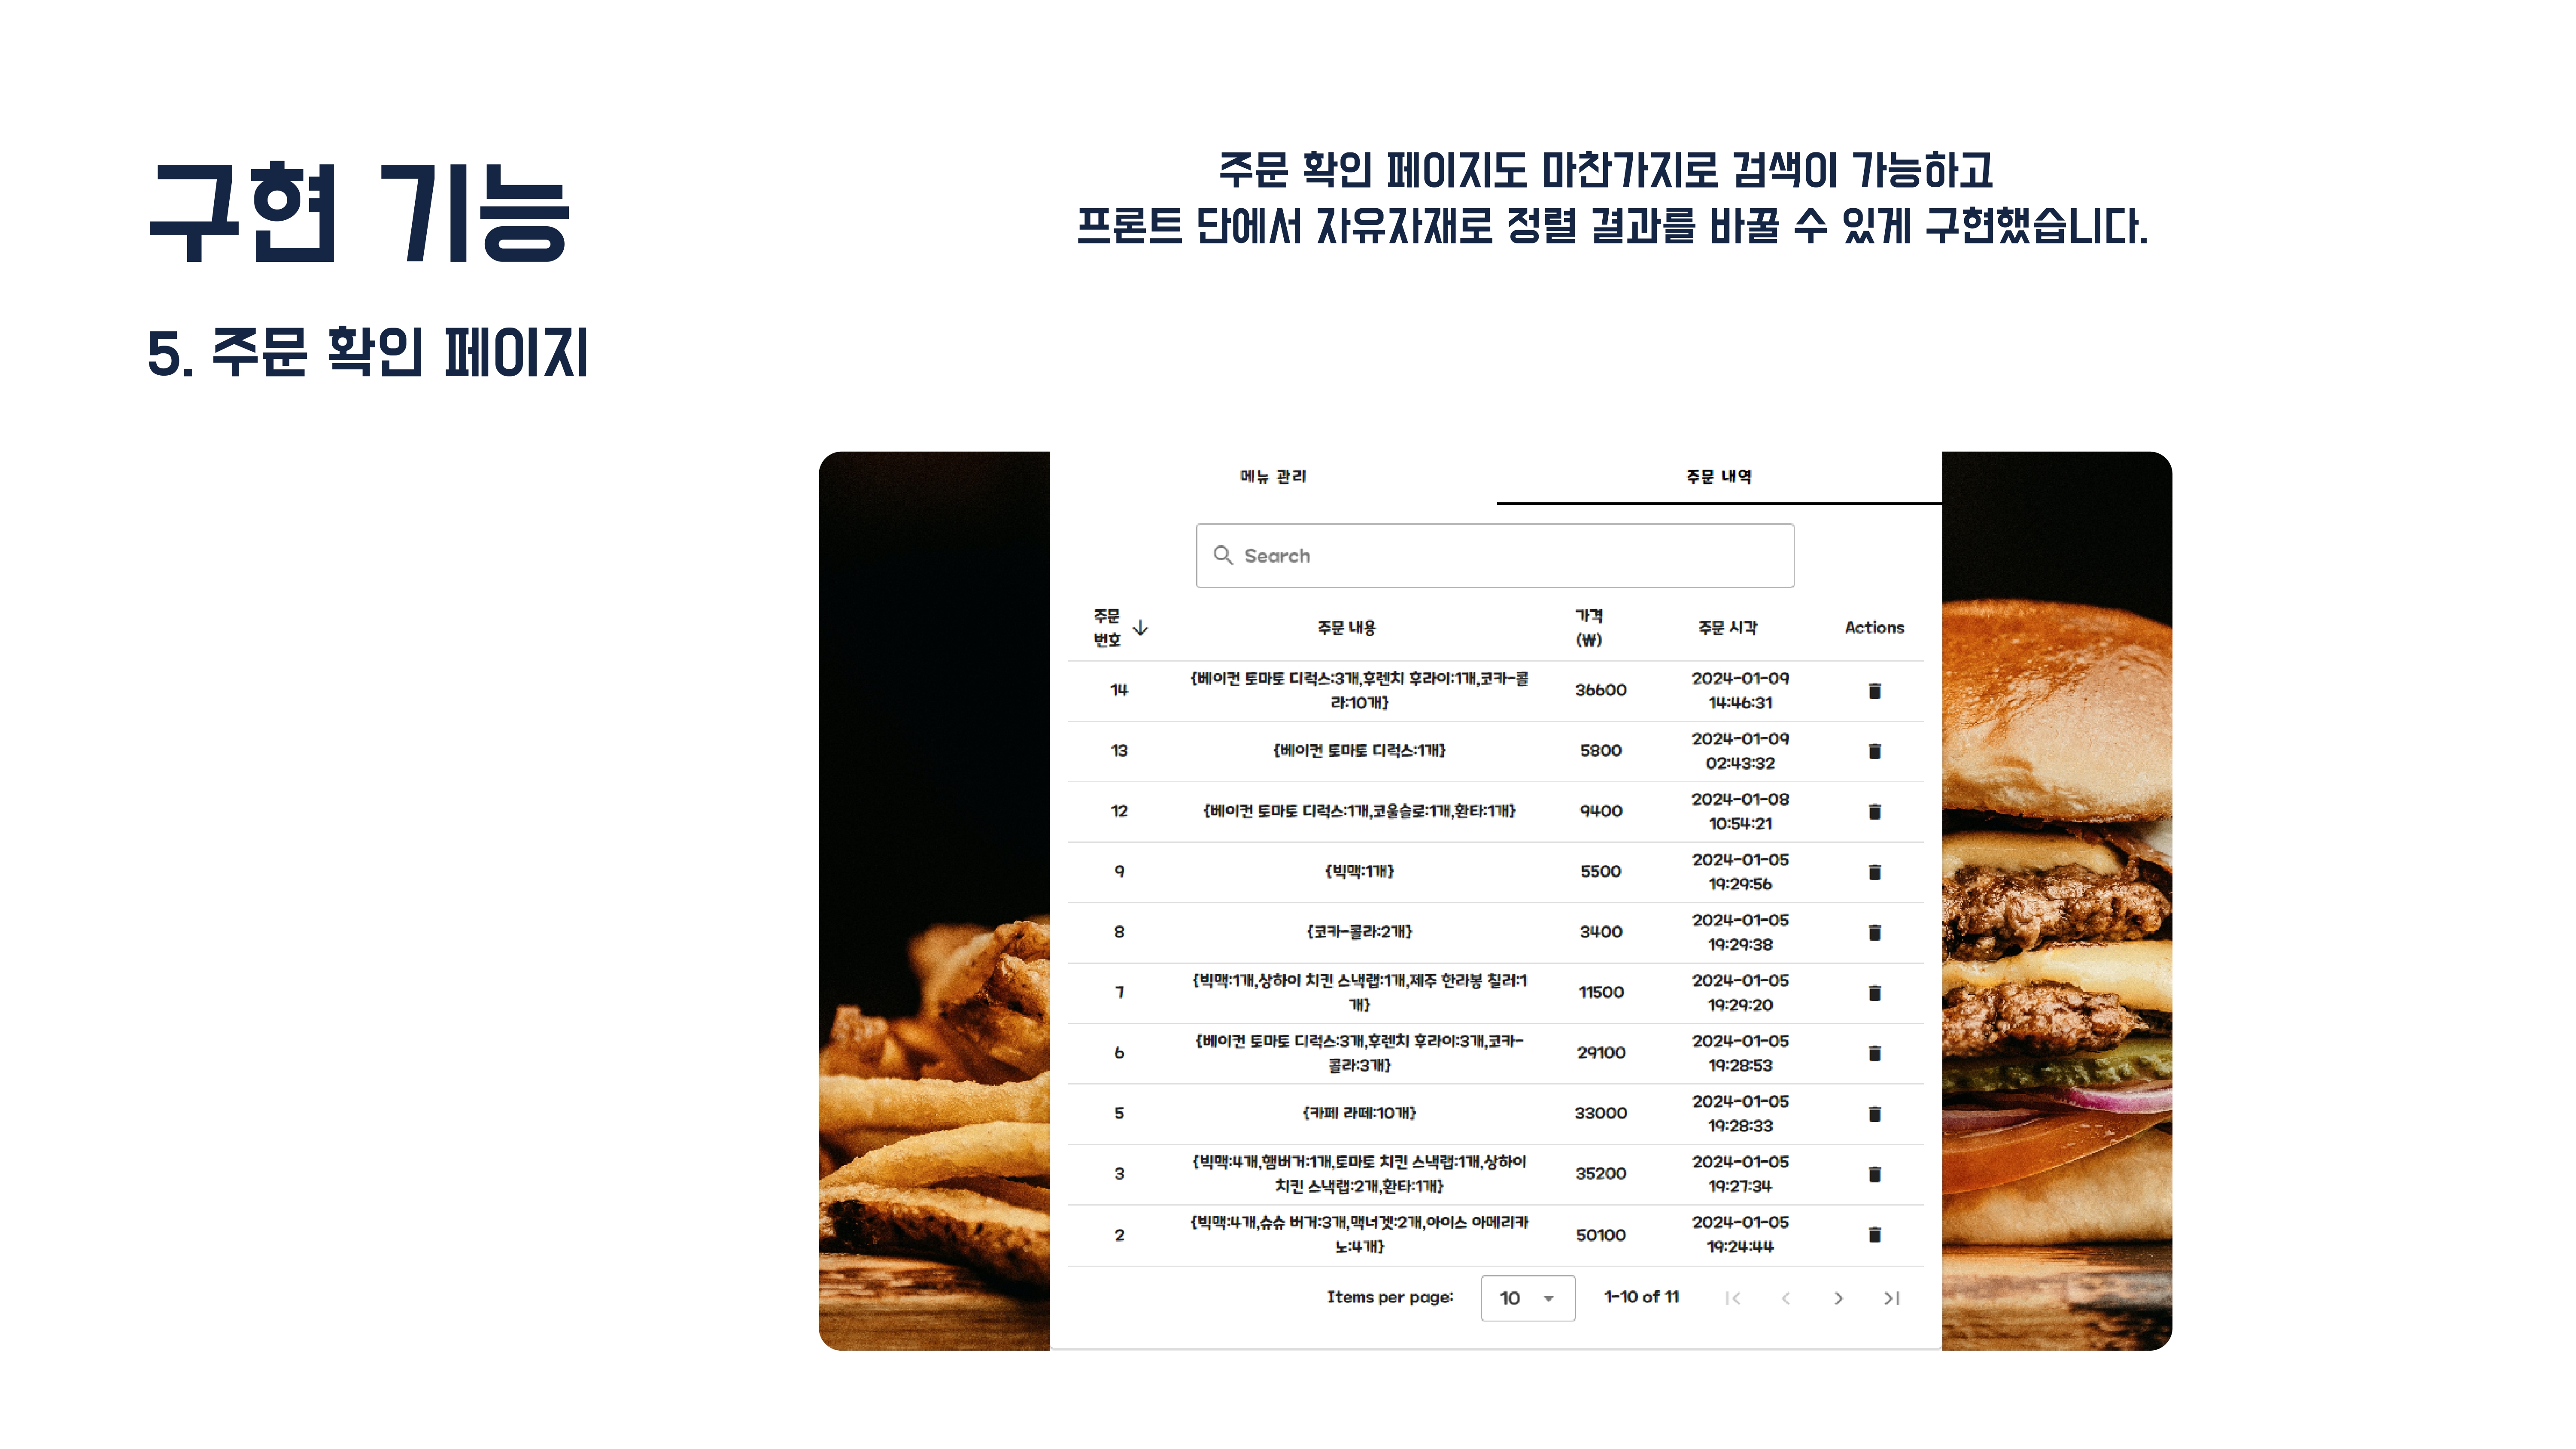 구현 기능
5. 주문 확인 페이지
주문 확인 페이지도 마찬가지로 검색이 가능하고
프론트 단에서 자유자재로 정렬 결과를 바꿀 수 있게 구현했습니다.
메뉴 관리 주문 내역
Search
주문 번호 주문 내용 가격 (₩) 주문 시각 Actions
14 {베이컨 토마토 디럭스:3개,후렌치 후라이:1개,코카-콜 36600 2024-01-09
라:10개} 14:46:31
13 {베이컨 토마토 디럭스:1개} 5800 2024-01-09
02:43:32
12 {베이컨 토마토 디럭스:1개,코울슬로:1개,환타:1개} 9400 2024-01-08
10:54:21
9 {빅맥:1개} 5500 2024-01-05
19:29:56
8 {코카-콜라:2개} 3400 2024-01-05
19:29:38
7 {빅맥:1개,상하이 치킨 스낵랩:1개,제주 한라봉 칠러:1 11500 2024-01-05
개} 19:29:20
6 {베이컨 토마토 디럭스:3개,후렌치 후라이:3개,코카- 29100 2024-01-05
콜라:3개} 19:28:53
5 {카페 라떼:10개} 33000 2024-01-05
19:28:33
3 {빅맥:4개,햄버거:1개,토마토 치킨 스낵랩:1개,상하이 35200 2024-01-05
치킨 스낵랩:2개,환타:1개} 19:27:34
2 {빅맥:4개,슈슈 버거:3개,맥너겟:2개,아이스 아메리카 50100 2024-01-05
노:4개} 19:24:44
Items per page: 10 1-10 of 11